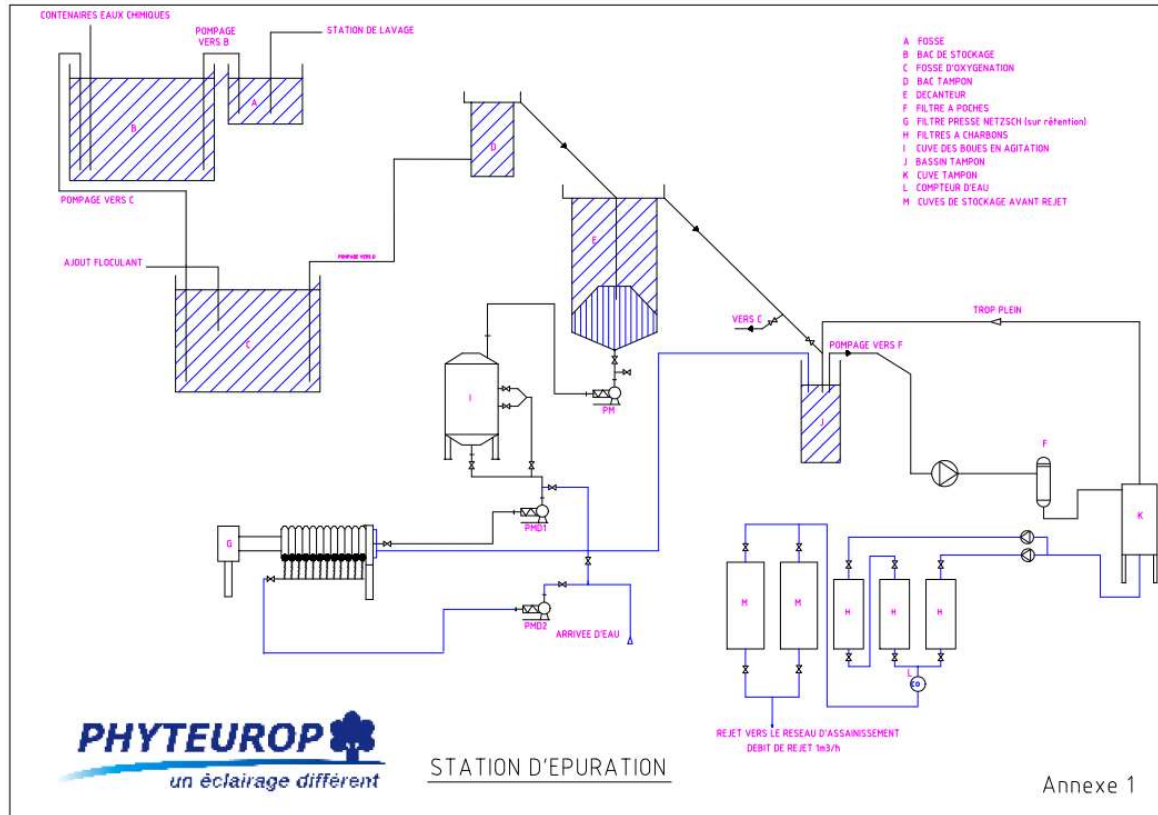 CONTENAIRES EAUX CHIMIQUES
POMPAGE
VERS B
STATION DE LAVAGE
A
B
POMPAGE VERS C
AJOUT FLOCULANT
C
POMPAGE VERS D
D
E
A FOSSE
B BAC DE STOCKAGE
C FOSSE D'OXYGENATION
D BAC TAMPON
E DECANTEUR
F FILTRE A POCHES
G FILTRE PRESSE NETZSCH (sur rétention)
H FILTRES A CHARBONS
I CUVE DES BOUES EN AGITATION
J BASSIN TAMPON
K CUVE TAMPON
L COMPTEUR D'EAU
M CUVES DE STOCKAGE AVANT REJET
VERS C
TROP PLEIN
POMPAGE VERS F
I
PM
J
F
K
PMD1
G
PMD2
ARRIVEE D'EAU
M
M
H
H
H
L
EQ
REJET VERS LE RESEAU D'ASSAINISSEMENT
DEBIT DE REJET 1m3/h
PHYTEUROP
un éclairage différent
STATION D'EPURATION
Annexe 1